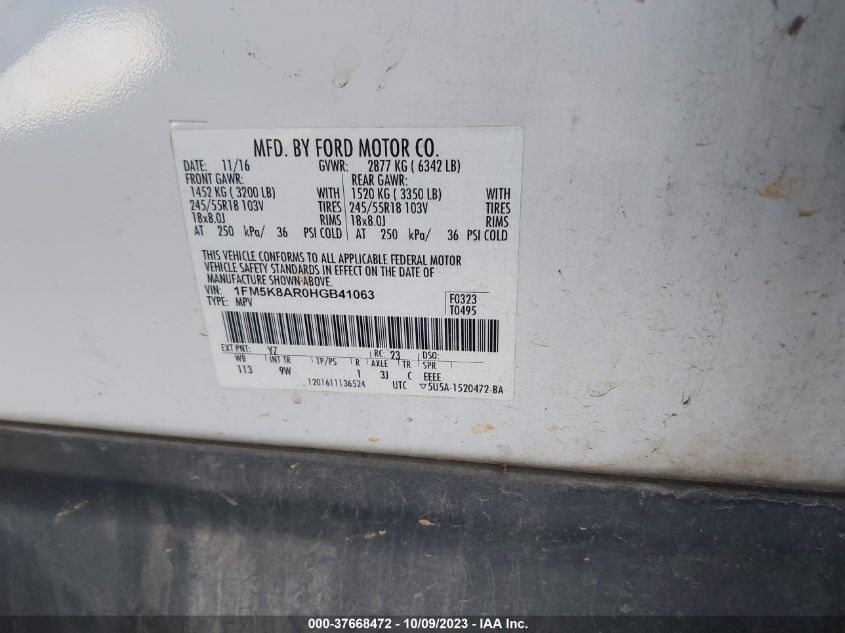 MFD. BY FORD MOTOR CO.
DATE: 11/16 GVWR: 2877 KG ( 6342 LB)
FRONT GAWR: REAR GAWR:
1452 KG ( 3200 LB) WITH 1520 KG ( 3350 LB) WITH
245/55R18 103V TIRES 245/55R18 103V TIRES
18x8.0J RIMS 18x8.0J RIMS
AT 250 kPa/ 36 PSI COLD AT 250 kPa/ 36 PSI COLD
THIS VEHICLE CONFORMS TO ALL APPLICABLE FEDERAL MOTOR
VEHICLE SAFETY STANDARDS IN EFFECT ON THE DATE OF
MANUFACTURE SHOWN ABOVE.
VIN: 1FM5K8AR0HGB41063 F0323
TYPE: MPV T0495
EXT PNT: YZ RC: 23 DSO:
WB INT TR TP/PS R AXLE TR SPR
113 9W 1 3J C EEEE
1201611136524 UTC ▽5U5A-1520472-BA
000-37668472 - 10/09/2023 - Copyright © 2023 IAA, Inc.